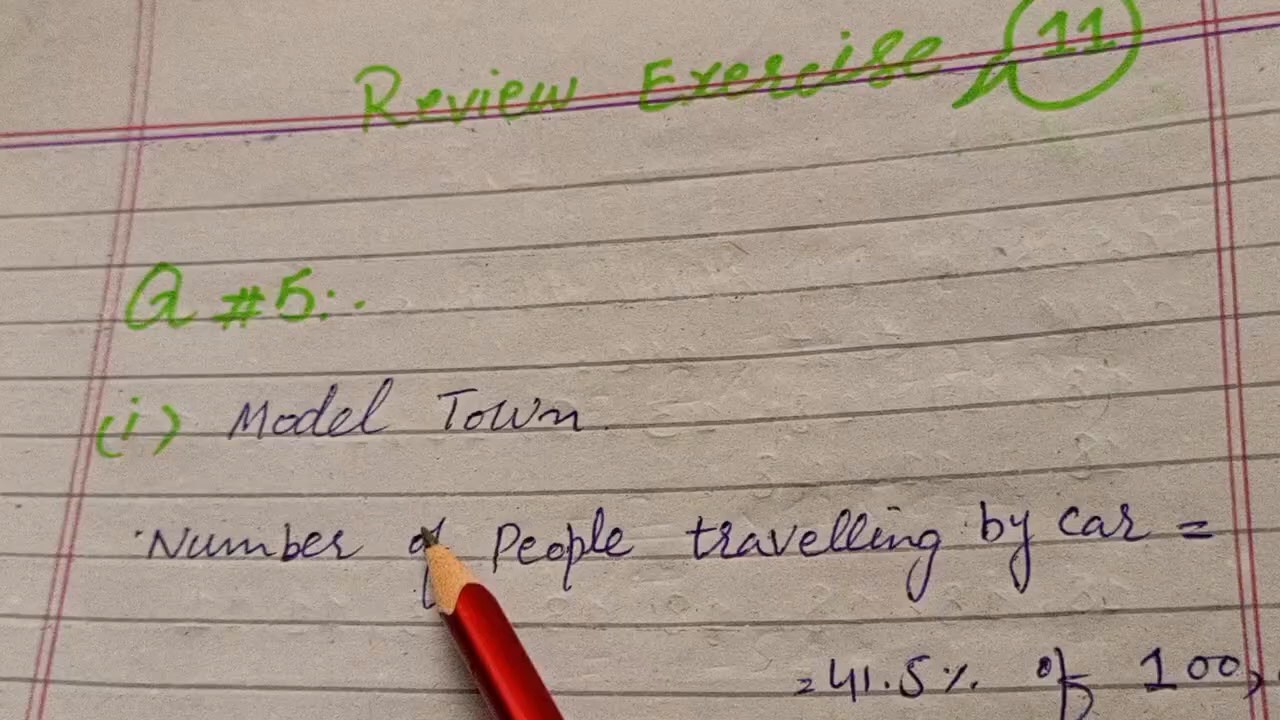 Review Exercise 11
Q #5:.
(i) Model Town
Number of People travelling by car =
= 41.5% of 100,